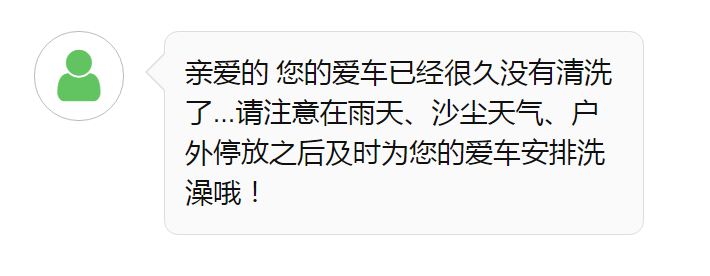 亲爱的 您的爱车已经很久没有清洗
了...请注意在雨天、沙尘天气、户
外停放之后及时为您的爱车安排洗
澡哦！